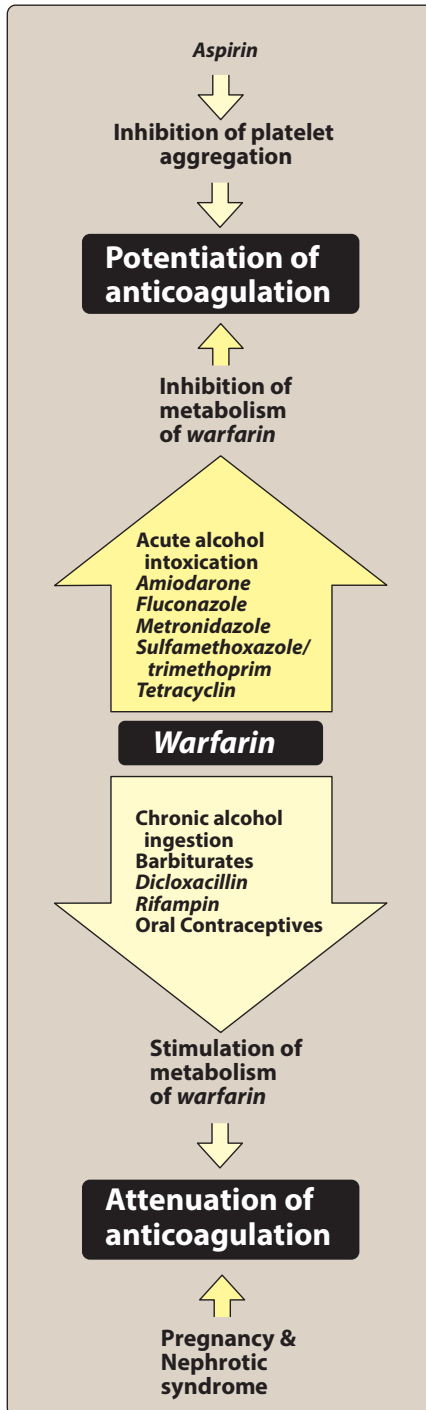 Aspirin
Inhibition of platelet
aggregation
Potentiation of
anticoagulation
Inhibition of
metabolism
of warfarin
Acute alcohol
intoxication
Amiodarone
Fluconazole
Metronidazole
Sulfamethoxazole/
trimethoprim
Tetracyclin
Warfarin
Chronic alcohol
ingestion
Barbiturates
Dicloxacillin
Rifampin
Oral Contraceptives
Stimulation of
metabolism
of warfarin
Attenuation of
anticoagulation
Pregnancy &
Nephrotic
syndrome